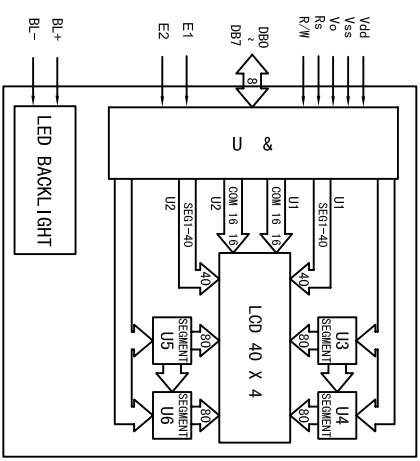 BL-
BL+
E2
E1
DB0
~
DB7
8
R/W
Rs
Vo
Vss
Vdd
LED BACKLIGHT
U &
U2
SEG1-40
40
U2
COM 16
16
U1
COM 16
16
U1
SEG1-40
40
LCD 40 X 4
SEGMENT
U5
80
SEGMENT
U6
80
SEGMENT
U3
80
SEGMENT
U4
80